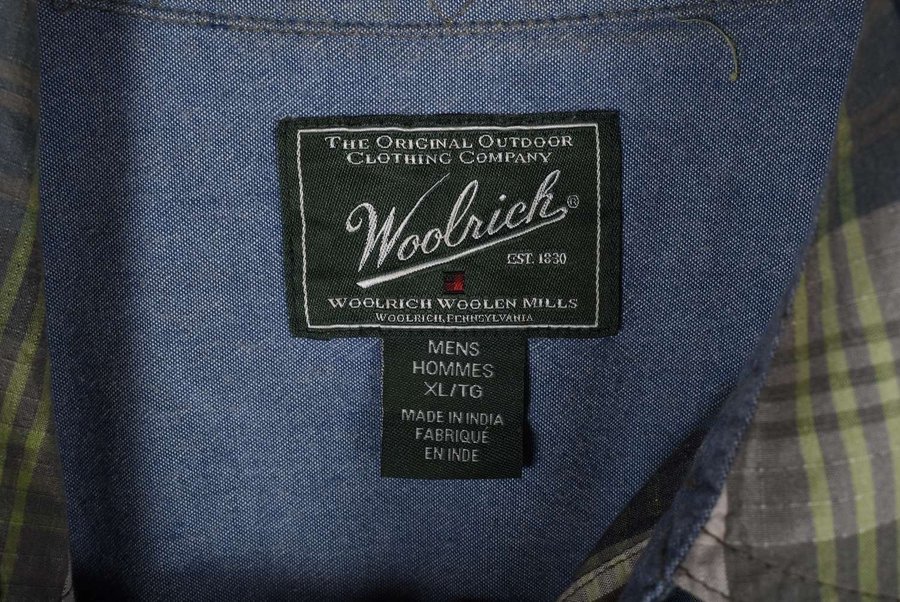 THE ORIGINAL OUTDOOR
CLOTHING COMPANY
Woolrich®
EST. 1830
WOOLRICH WOOLEN MILLS
WOOLRICH, PENNSYLVANIA
MENS
HOMMES
XL/TG
MADE IN INDIA
FABRIQUÉ
EN INDE